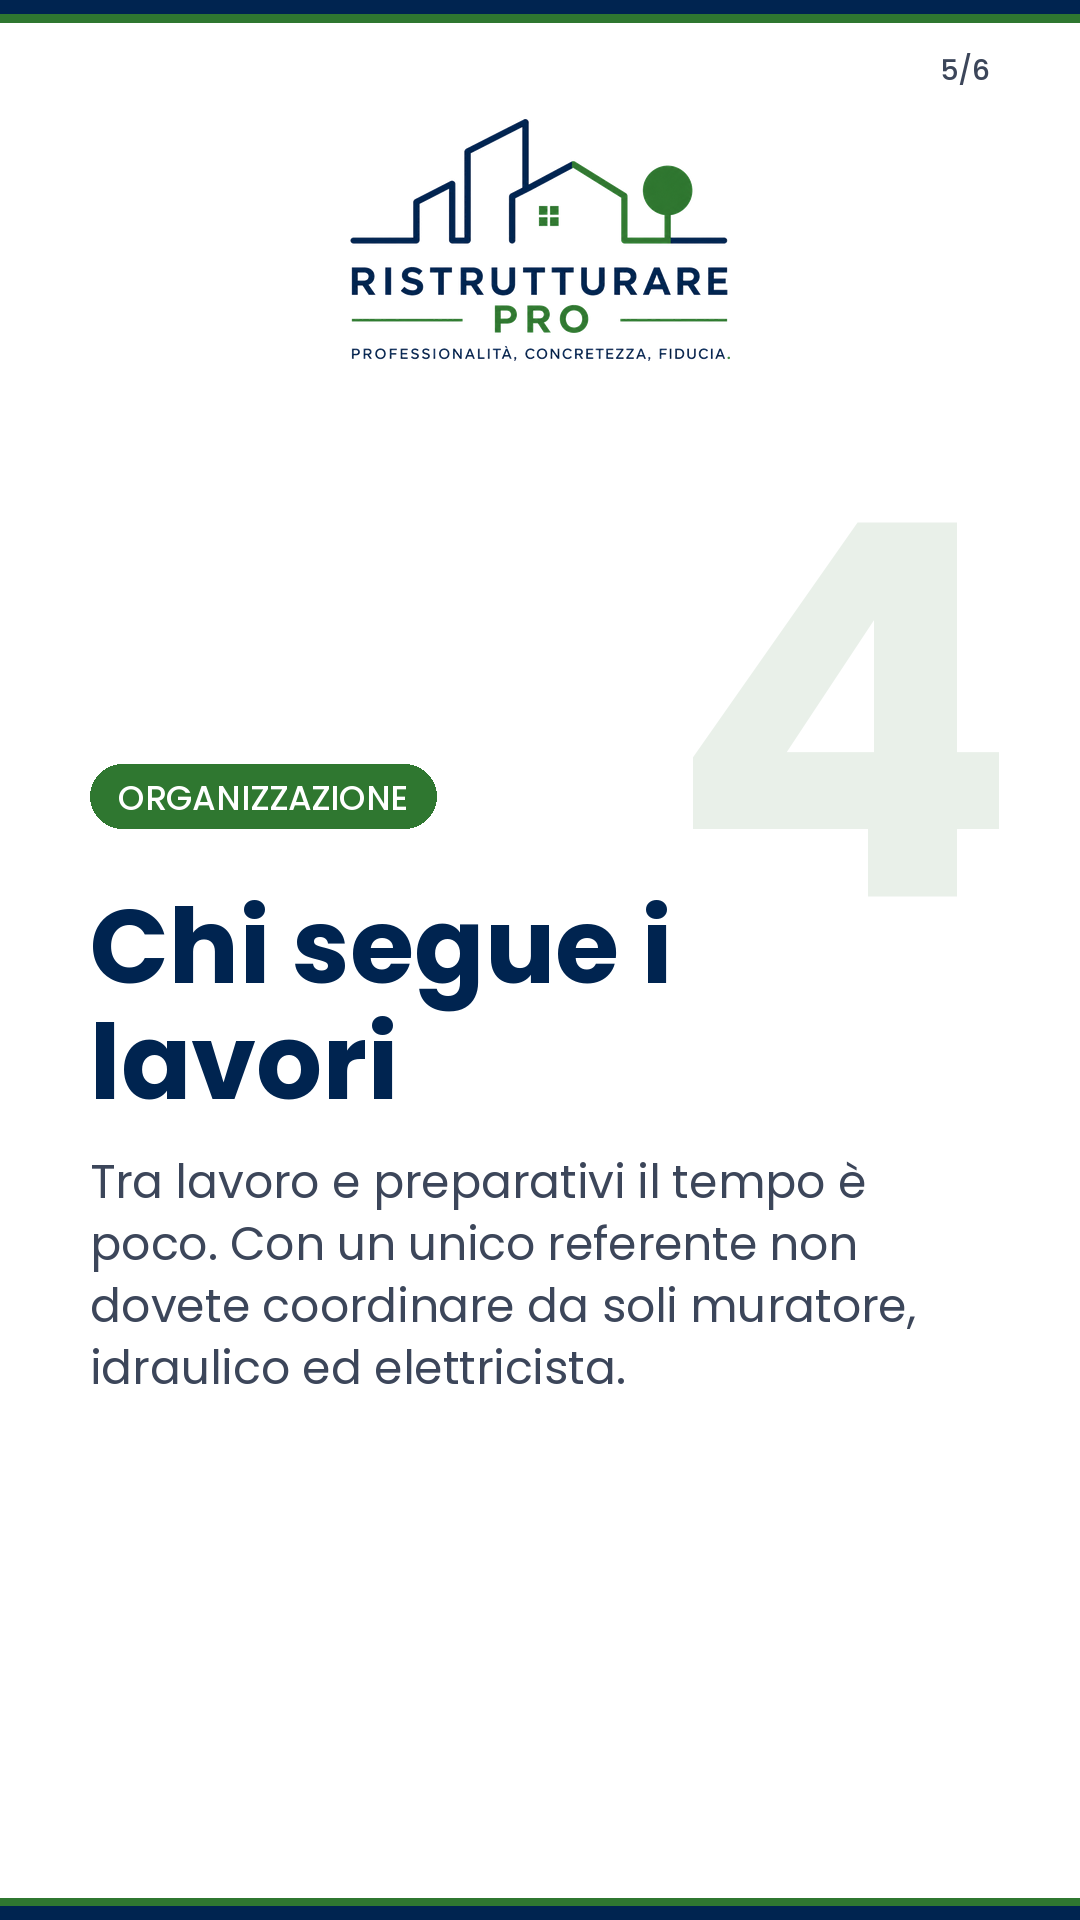 5/6
RISTRUTTURARE
PRO
PROFESSIONALITÀ, CONCRETEZZA, FIDUCIA.
4
ORGANIZZAZIONE
Chi segue i
lavori
Tra lavoro e preparativi il tempo è
poco. Con un unico referente non
dovete coordinare da soli muratore,
idraulico ed elettricista.